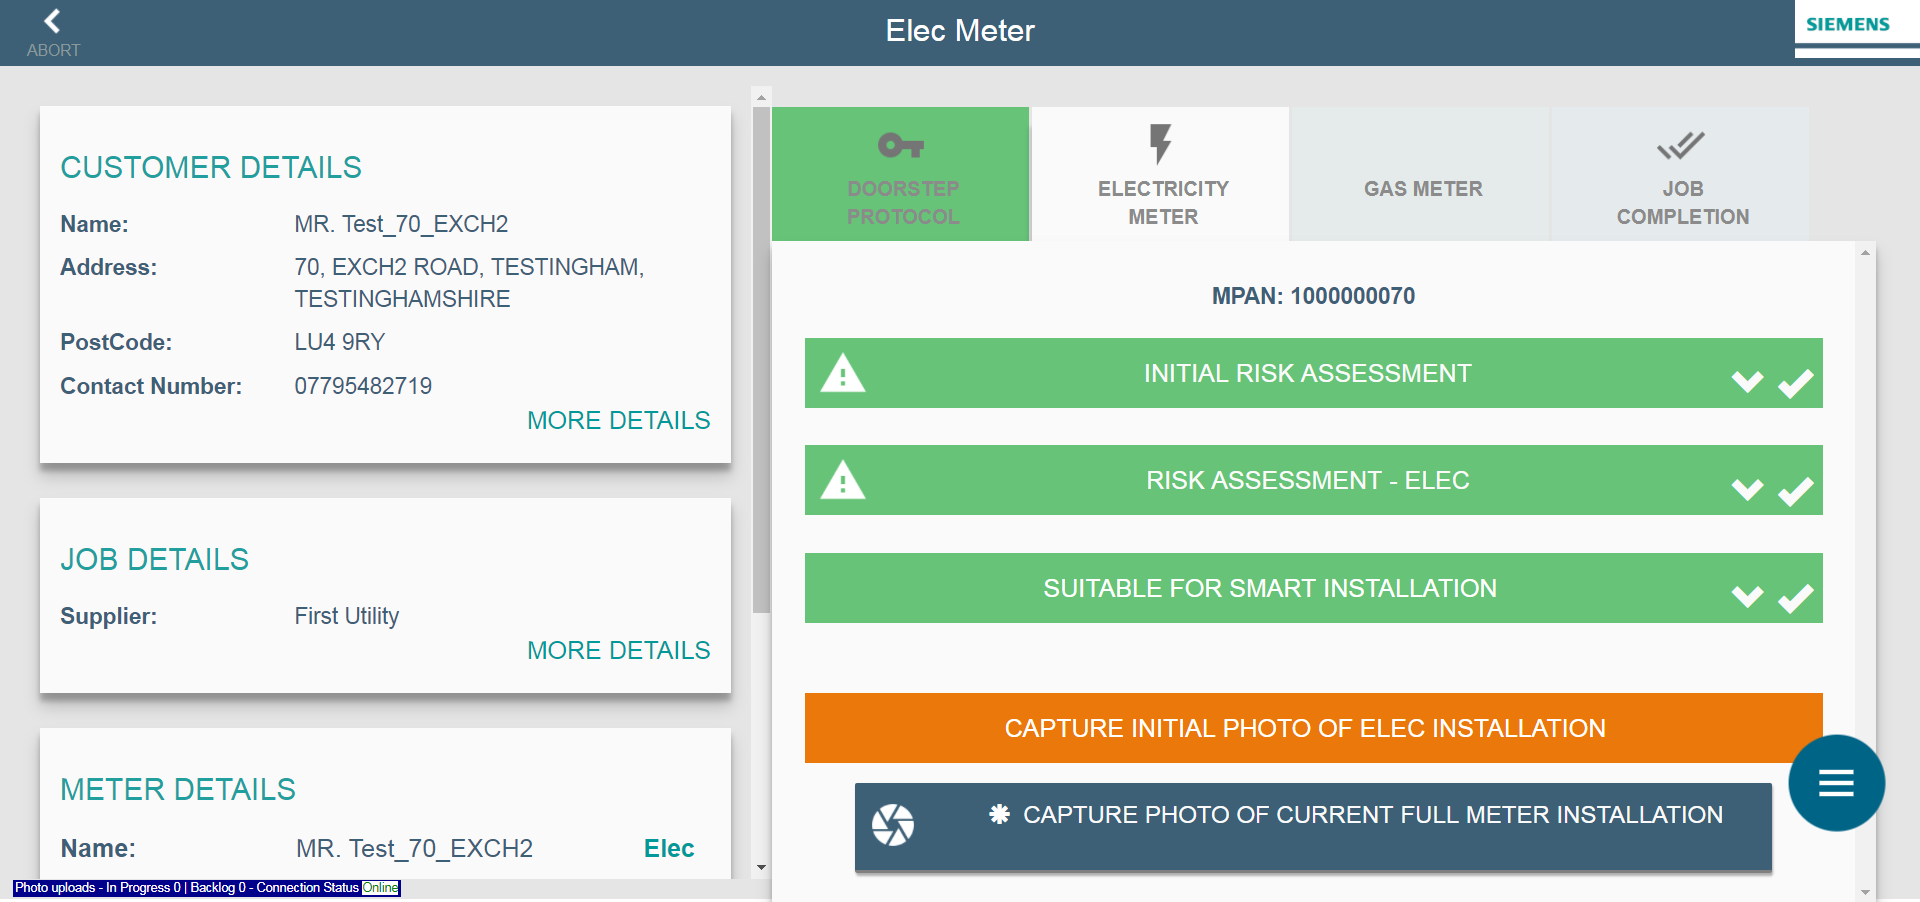 ABORT
Elec Meter
SIEMENS
CUSTOMER DETAILS
Name: MR. Test_70_EXCH2
Address: 70, EXCH2 ROAD, TESTINGHAM,
TESTINGHAMSHIRE
PostCode: LU4 9RY
Contact Number: 07795482719
MORE DETAILS
JOB DETAILS
Supplier: First Utility
MORE DETAILS
METER DETAILS
Name: MR. Test_70_EXCH2 Elec
Photo uploads - In Progress 0 | Backlog 0 - Connection Status Online
DOORSTEP
PROTOCOL
ELECTRICITY
METER
GAS METER
JOB
COMPLETION
MPAN: 1000000070
INITIAL RISK ASSESSMENT
RISK ASSESSMENT - ELEC
SUITABLE FOR SMART INSTALLATION
CAPTURE INITIAL PHOTO OF ELEC INSTALLATION
CAPTURE PHOTO OF CURRENT FULL METER INSTALLATION